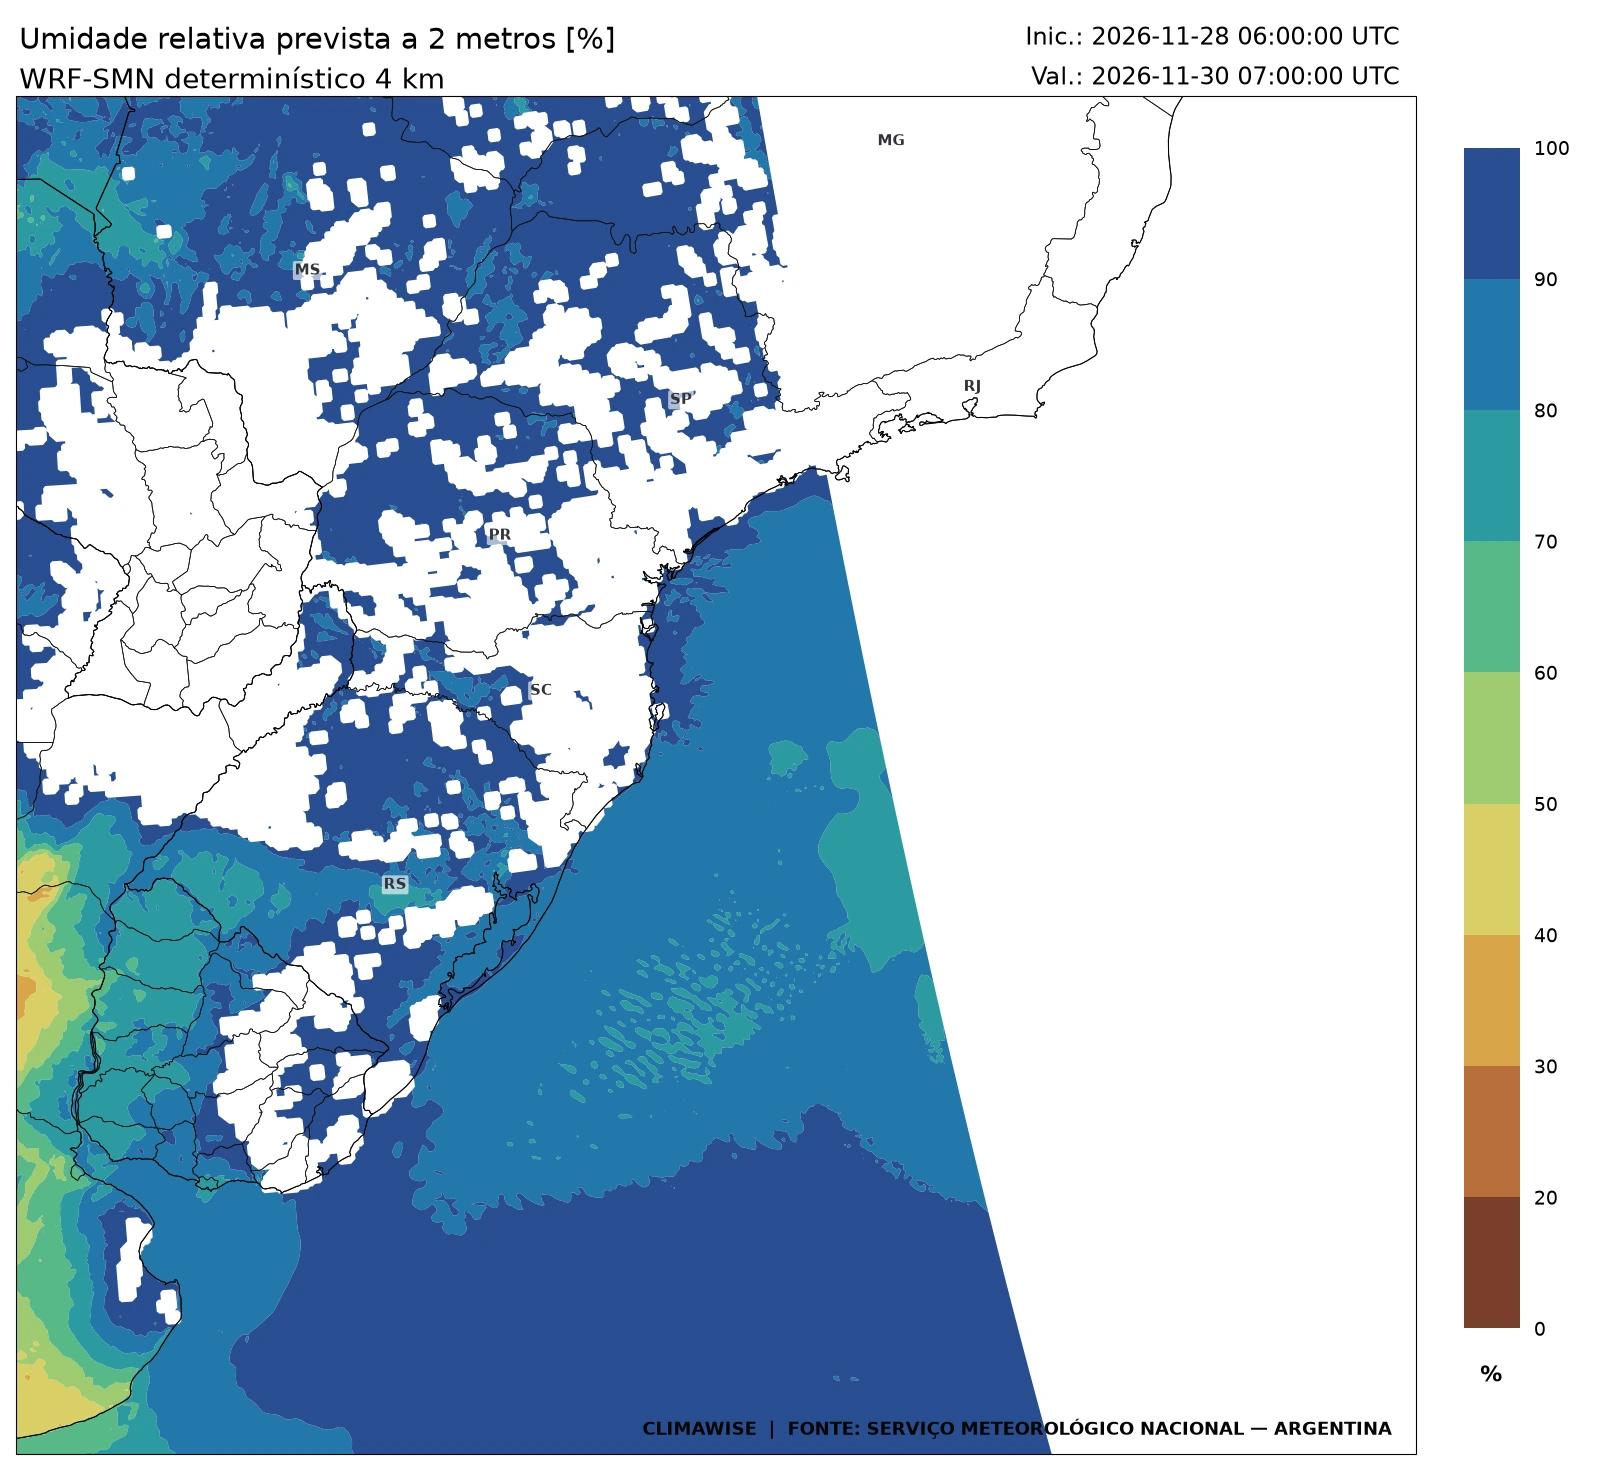 Umidade relativa prevista a 2 metros [%]
WRF-SMN determinístico 4 km
Inic.: 2026-11-28 06:00:00 UTC
Val.: 2026-11-30 07:00:00 UTC
MG
MS
RJ
SP
PR
SC
RS
100
90
80
70
60
50
40
30
20
0
%
CLIMAWISE | FONTE: SERVIÇO METEOROLÓGICO NACIONAL — ARGENTINA